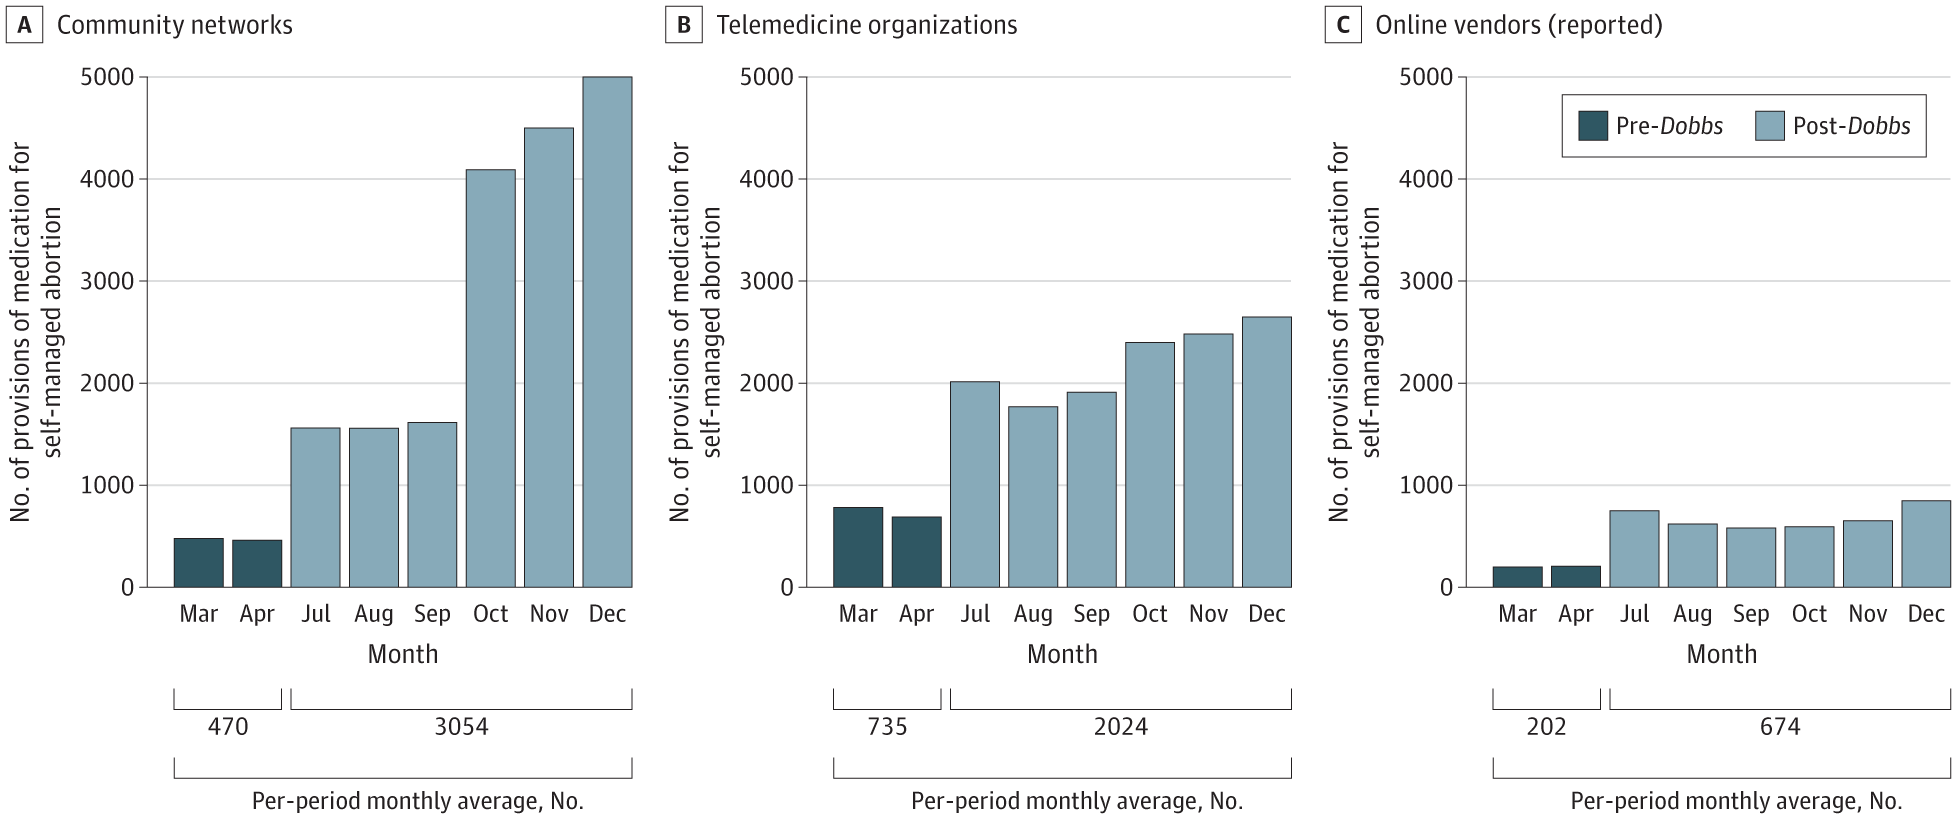 A Community networks
No. of provisions of medication for
self-managed abortion
5000
4000
3000
2000
1000
0
Mar Apr Jul Aug Sep Oct Nov Dec
Month
470 3054
Per-period monthly average, No.
B Telemedicine organizations
No. of provisions of medication for
self-managed abortion
5000
4000
3000
2000
1000
0
Mar Apr Jul Aug Sep Oct Nov Dec
Month
735 2024
Per-period monthly average, No.
C Online vendors (reported)
No. of provisions of medication for
self-managed abortion
5000
4000
3000
2000
1000
0
Pre-Dobbs Post-Dobbs
Mar Apr Jul Aug Sep Oct Nov Dec
Month
202 674
Per-period monthly average, No.